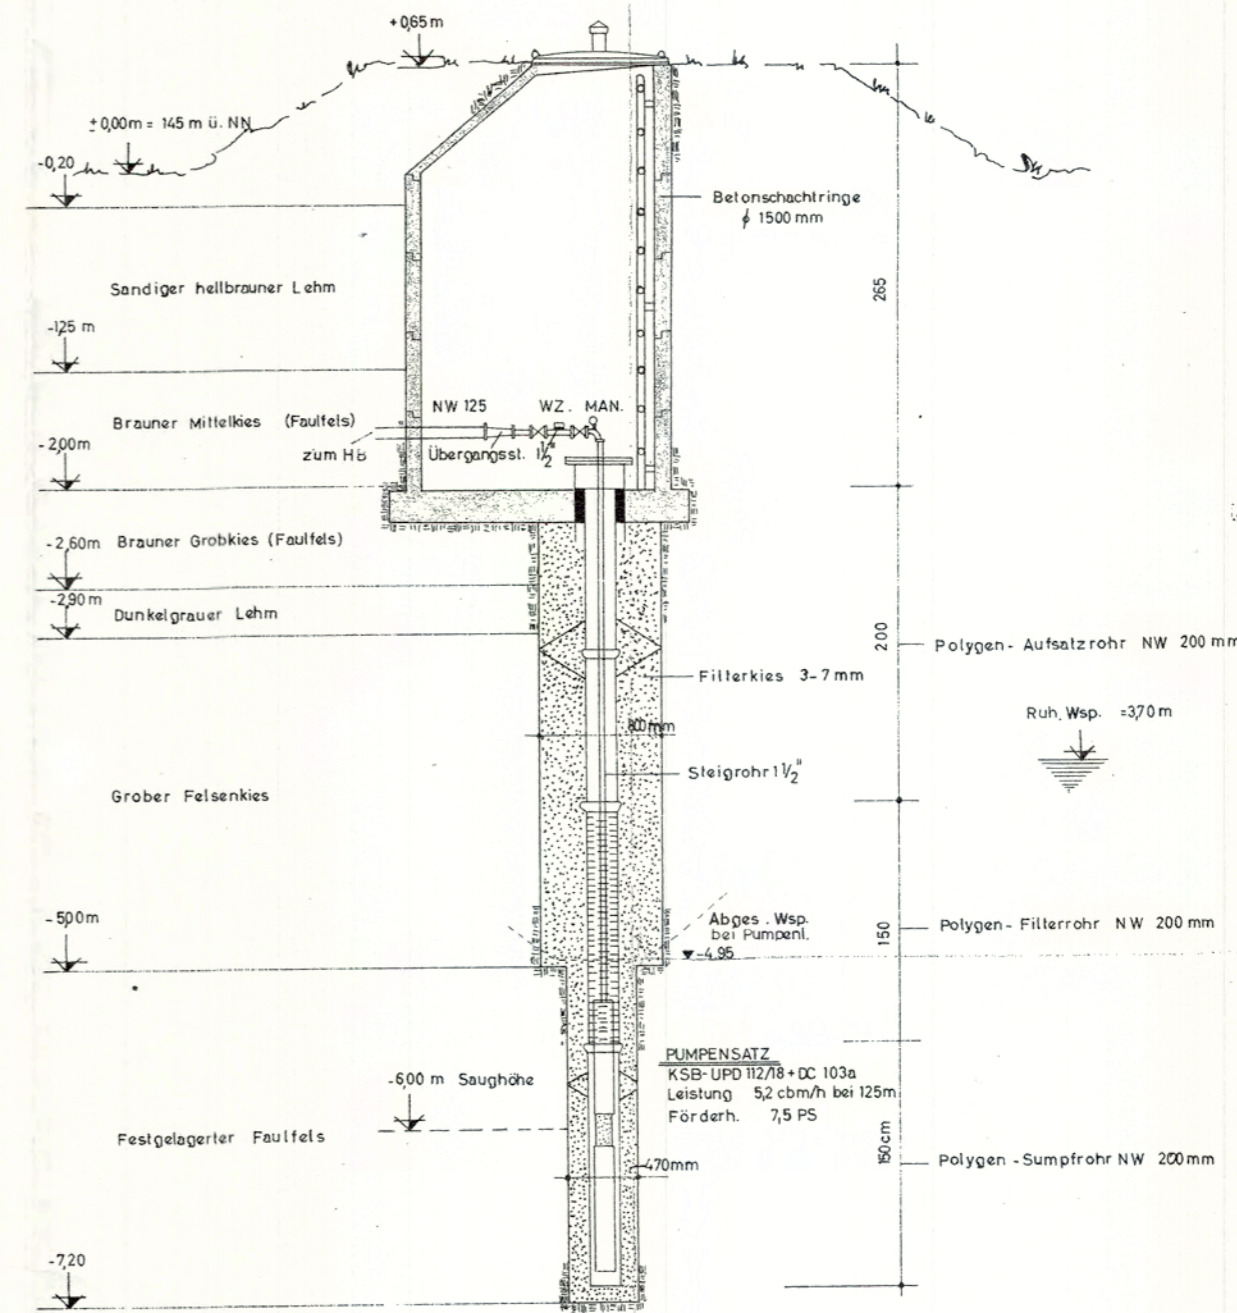 +0,65m
±0,00m = 145 m ü. NN
-0,20
Betonschachtringe
ϕ 1500 mm
Sandiger hellbrauner Lehm
265
-1,25 m
NW 125 WZ. MAN.
Brauner Mittelkies (Faulfels)
-2,00m
zum HB
Übergangsst. 1½"
-2,60m Brauner Grobkies (Faulfels)
-2,90m
Dunkelgrauer Lehm
200
Polygen-Aufsatzrohr NW 200 mm
Filterkies 3-7mm
Ruh. Wsp. =3,70 m
800mm
Steigrohr 1½"
Grober Felsenkies
-5,00m
Abges. Wsp.
bei Pumpenl.
-4.95
150
Polygen-Filterrohr NW 200 mm
PUMPENSATZ
KSB-UPD 112/18+DC 103a
Leistung 5,2 cbm/h bei 125m
Förderh. 7,5 PS
-6,00 m Saughöhe
Festgelagerter Faulfels
150cm
470mm
Polygen-Sumpfrohr NW 200mm
-7,20